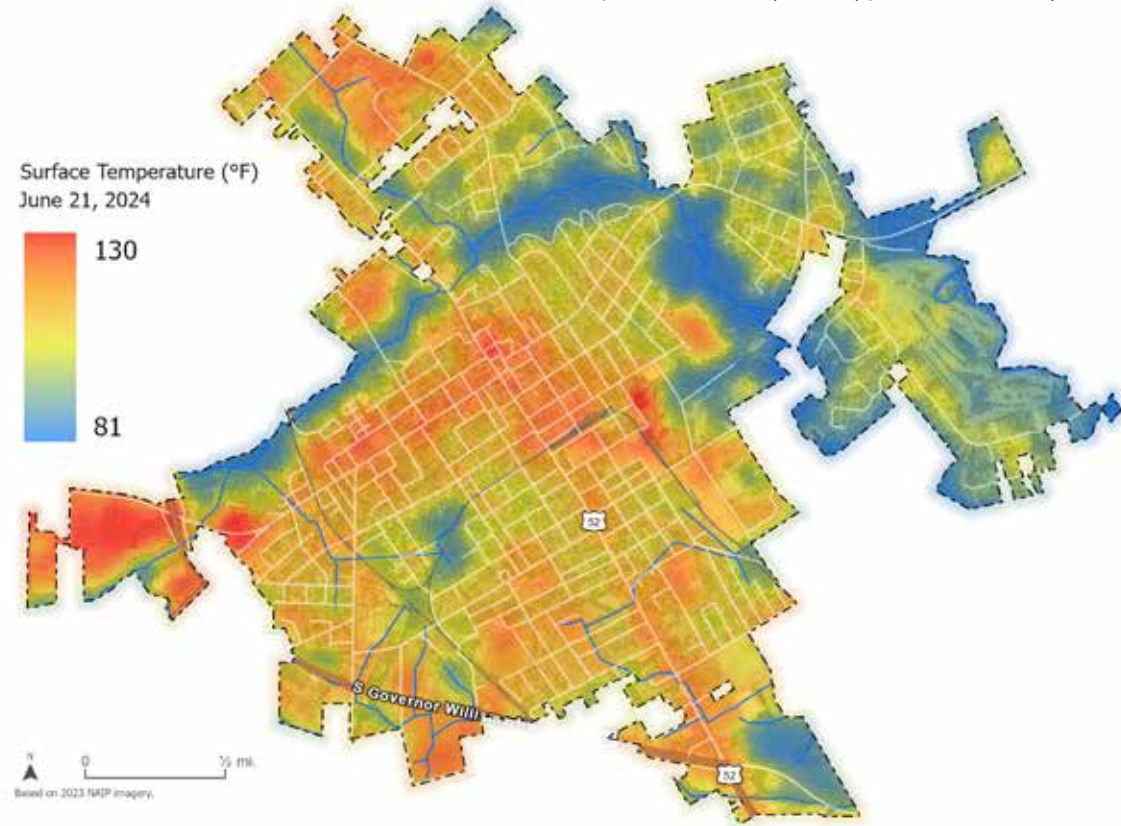 Surface Temperature (°F)
June 21, 2024
130
81
52
S Governor Willi
52
N
0 ½ mi.
Based on 2023 NAIP imagery.